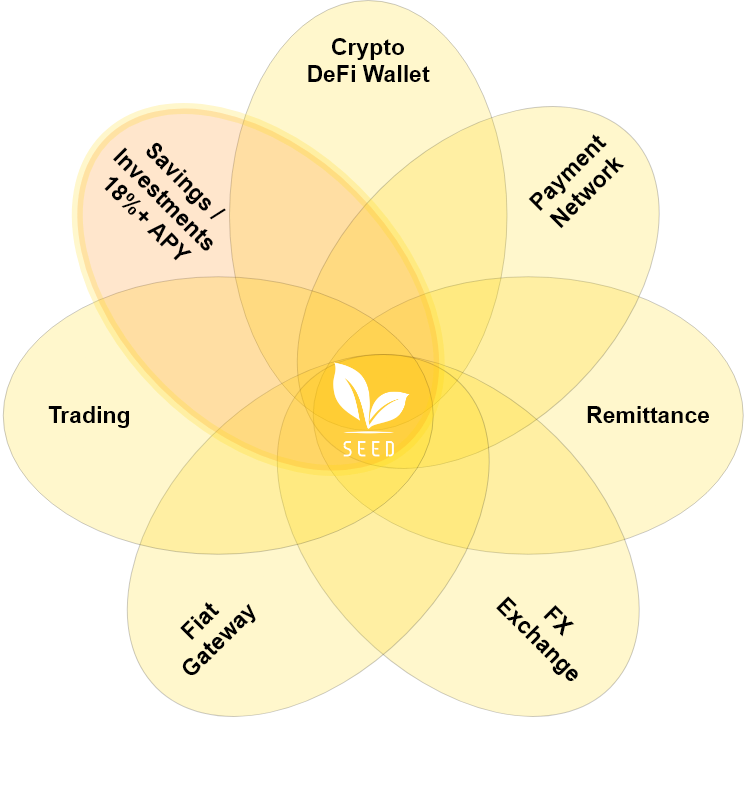 Crypto
DeFi Wallet
Payment
Network
Remittance
FX
Exchange
Fiat
Gateway
Trading
Savings /
Investments
18%+ APY
SEED